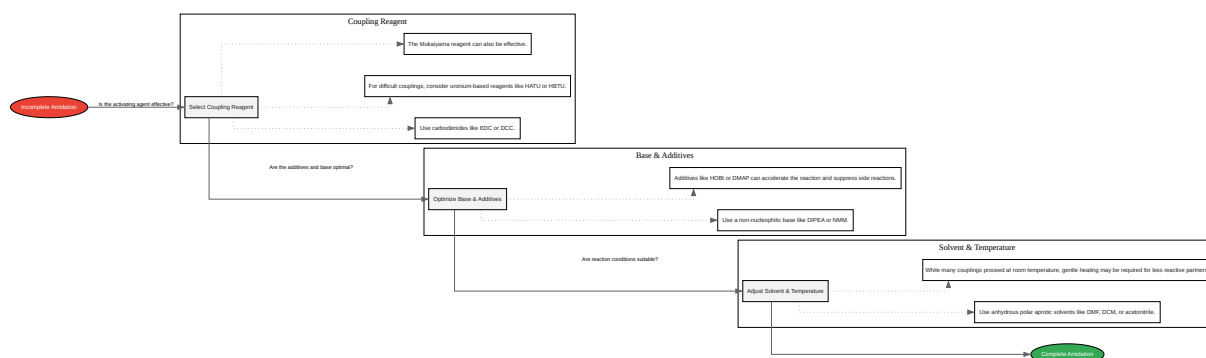 Coupling Reagent
The Mukaiyama reagent can also be effective.
For difficult couplings, consider uronium-based reagents like HATU or HBTU.
Incomplete Amidation
Is the activating agent effective?
Select Coupling Reagent
Use carbodiimides like EDC or DCC.
Base & Additives
Are the additives and base optimal?
Additives like HOBt or DMAP can accelerate the reaction and suppress side reactions.
Optimize Base & Additives
Use a non-nucleophilic base like DIPEA or NMM.
Solvent & Temperature
Are reaction conditions suitable?
While many couplings proceed at room temperature, gentle heating may be required for less reactive partner
Adjust Solvent & Temperature
Use anhydrous polar aprotic solvents like DMF, DCM, or acetonitrile.
Complete Amidation